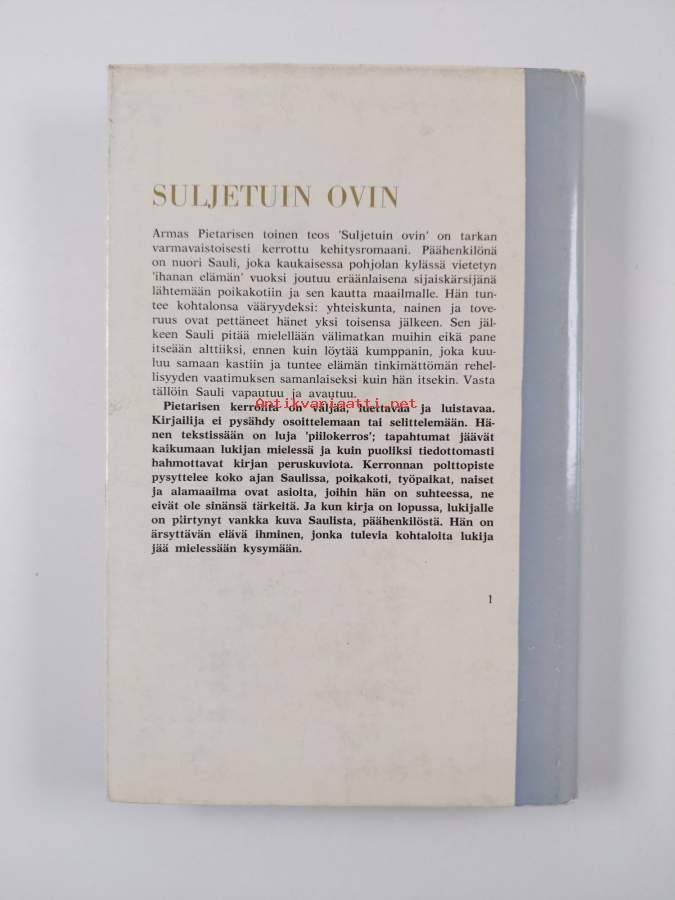 SULJETUIN OVIN
Armas Pietarisen toinen teos 'Suljetuin ovin' on tarkan
varmavaistoisesti kerrottu kehitysromaani. Päähenkilönä
on nuori Sauli, joka kaukaisessa pohjolan kylässä vietetyn
'ihanan elämän' vuoksi joutuu eräänlaisena sijaiskärsijänä
lähtemään poikakotiin ja sen kautta maailmalle. Hän tun-
tee kohtalonsa vääryydeksi: yhteiskunta, nainen ja tove-
ruus ovat pettäneet hänet yksi toisensa jälkeen. Sen jäl-
keen Sauli pitää mielellään välimatkan muihin eikä pane
itseään alttiiksi, ennen kuin löytää kumppanin, joka kuu-
luu samaan kastiin ja tuntee elämän tinkimättömän rehel-
lisyyden vaatimuksen samanlaiseksi kuin hän itsekin. Vasta
tällöin Sauli vapautuu ja avautuu.
Antikvariaatti.net
Pietarisen kerronta on väljää, luettavaa ja luistavaa.
Kirjailija ei pysähdy osoittelemaan tai selittelemään. Hä-
nen tekstissään on luja 'piilokerros'; tapahtumat jäävät
kaikumaan lukijan mielessä ja kuin puoliksi tiedottomasti
hahmottavat kirjan peruskuviota. Kerronnan polttopiste
pysyttelee koko ajan Saulissa, poikakoti, työpaikat, naiset
ja alamaailma ovat asioita, joihin hän on suhteessa, ne
eivät ole sinänsä tärkeitä. Ja kun kirja on lopussa, lukijalle
on piirtynyt vankka kuva Saulista, päähenkilöstä. Hän on
ärsyttävän elävä ihminen, jonka tulevia kohtaloita lukija
jää mielessään kysymään.
1